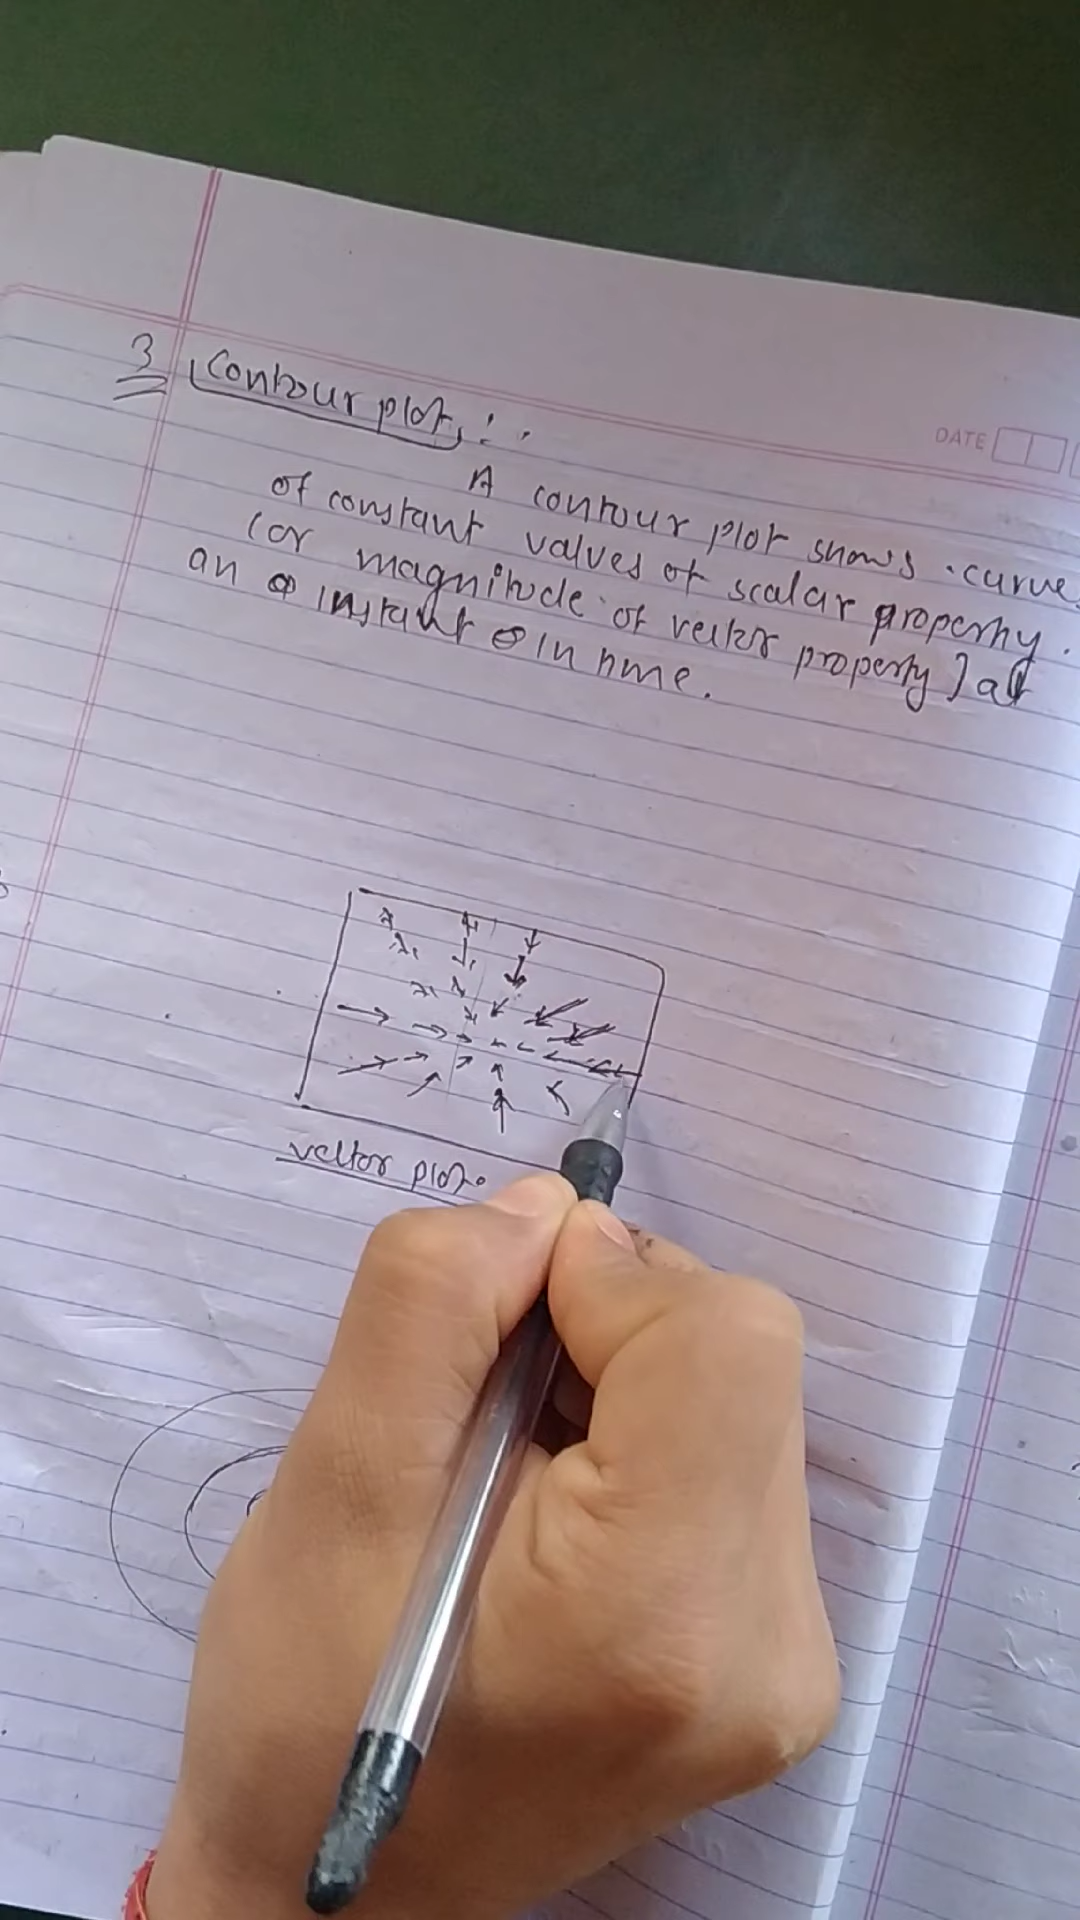 3 Contour plot :.
DATE
A contour plot shows curve
of constant values of scalar property.
(or magnitude of vector property) at
an instant in time.
vector plot.